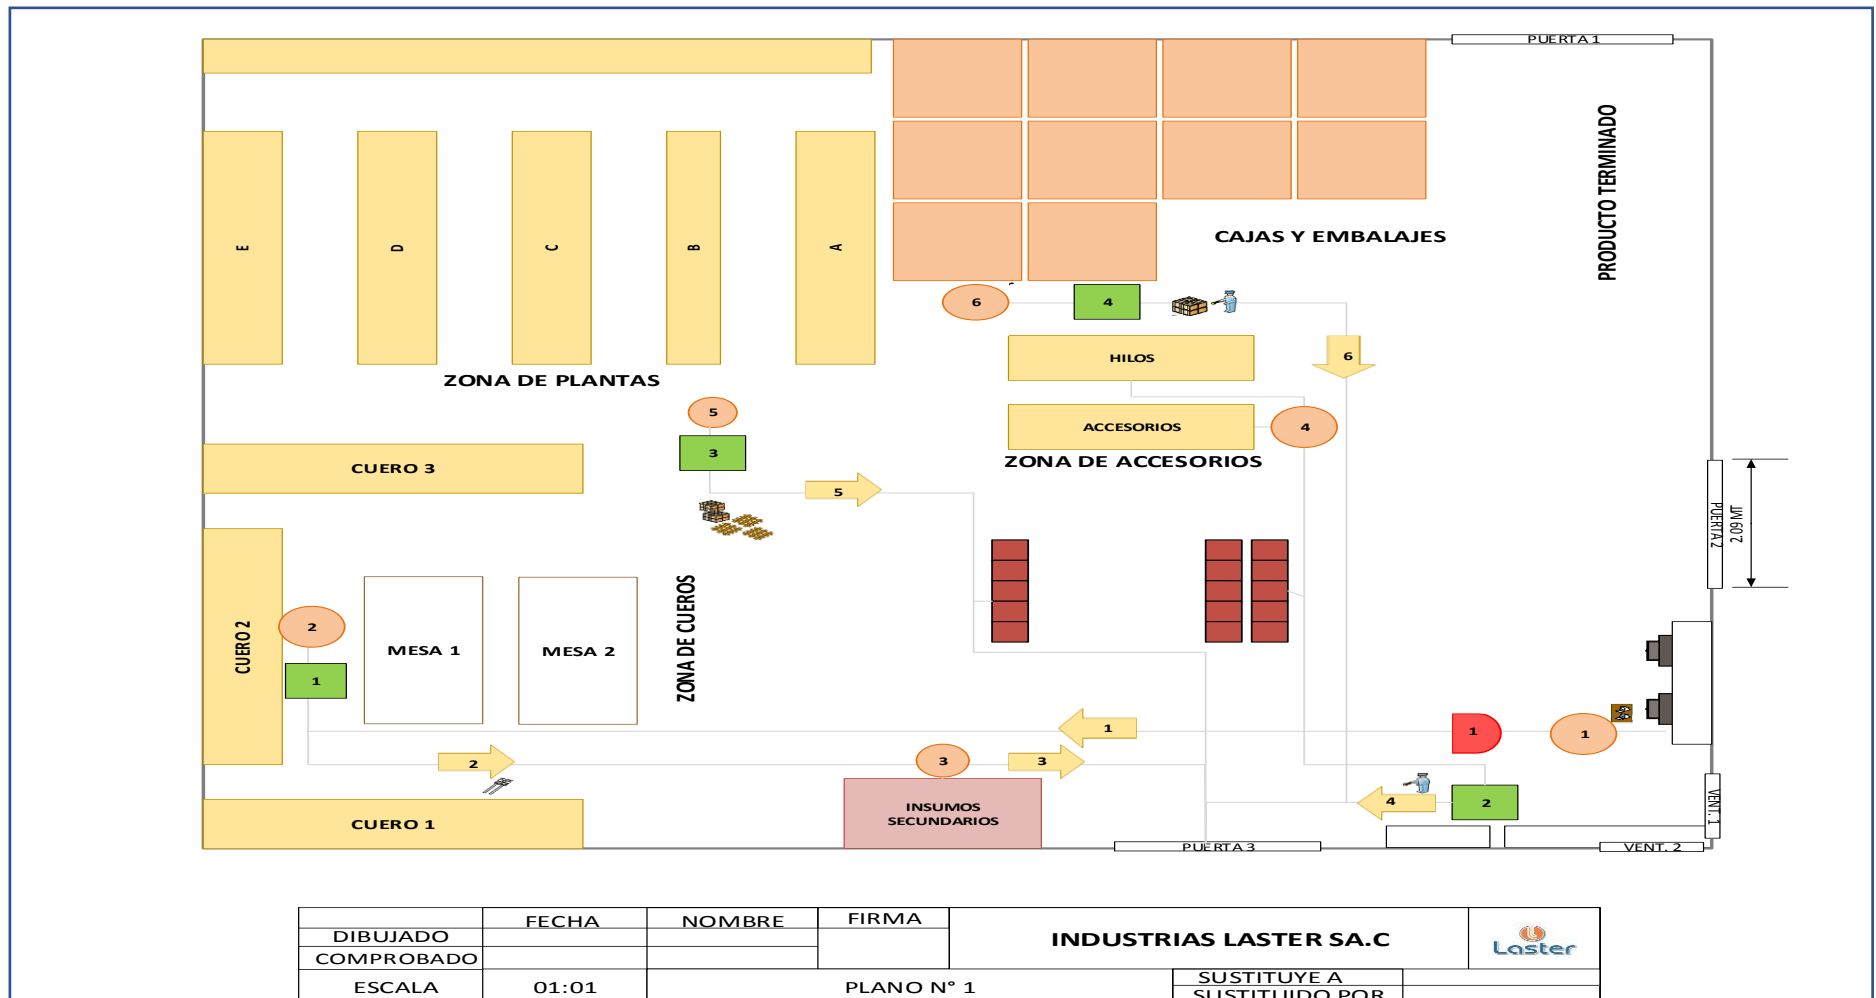 PUERTA 1
PRODUCTO TERMINADO
E
D
C
B
A
CAJAS Y EMBALAJES
6
4
HILOS
6
ZONA DE PLANTAS
5
ACCESORIOS
4
3
ZONA DE ACCESORIOS
CUERO 3
5
PUERTA 2
2.09 MT
CUERO 2
2
MESA 1
MESA 2
ZONA DE CUEROS
1
1
1
1
2
3
3
4
2
INSUMOS
SECUNDARIOS
CUERO 1
VENT. 1
PUERTA 3
VENT. 2
FECHA
NOMBRE
FIRMA
DIBUJADO
COMPROBADO
INDUSTRIAS LASTER SA.C
Laster
ESCALA
01:01
PLANO N° 1
SUSTITUYE A
SUSTITUIDO POR